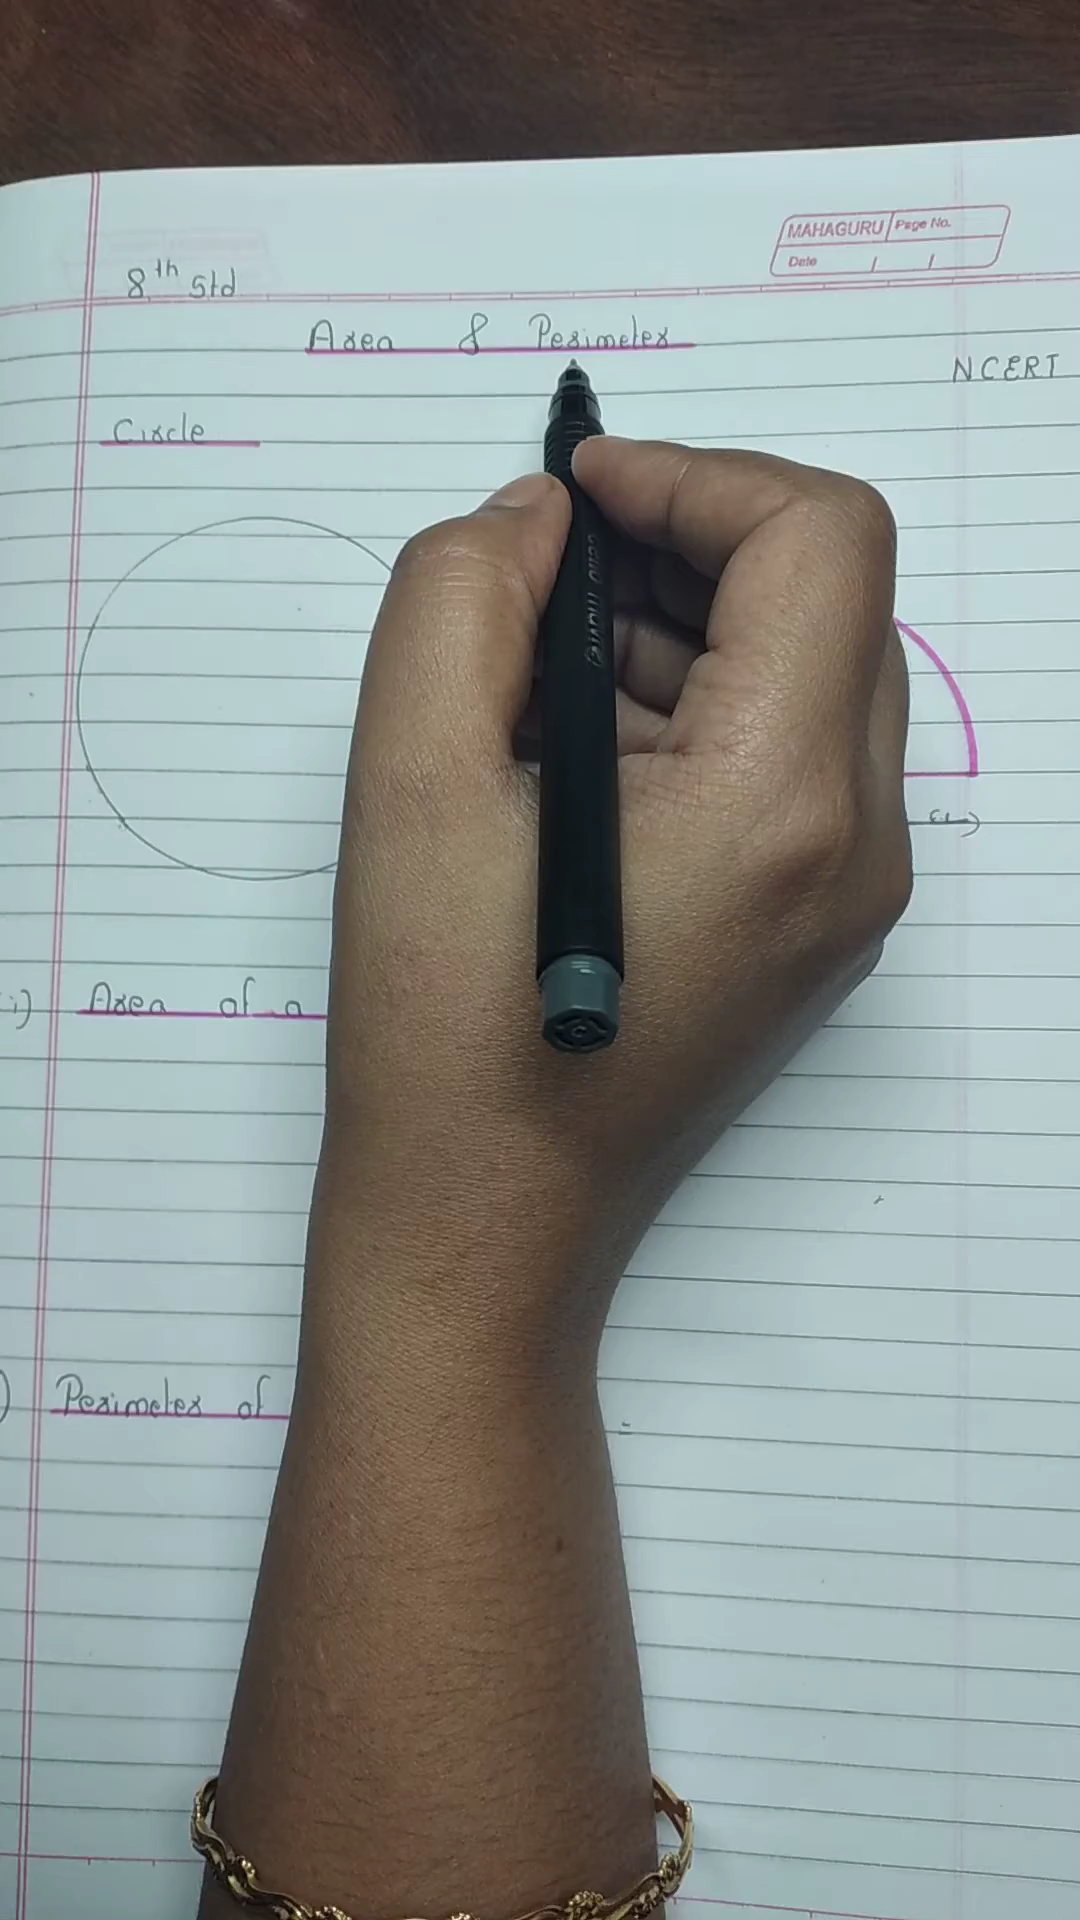 MAHAGURU Page No.
Date / /
8th Std
Area & Perimeter
NCERT
Circle
i) Area of a
) Perimeter of